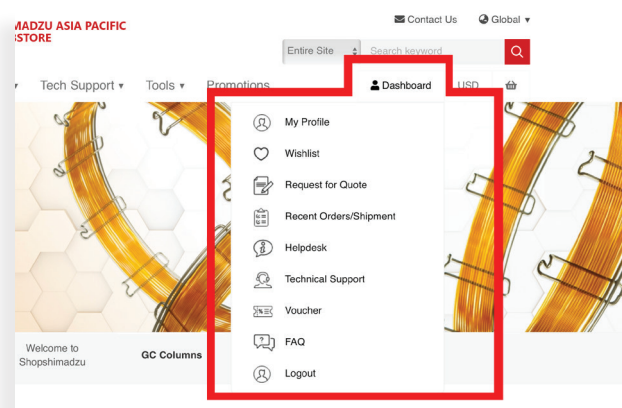 MADZU ASIA PACIFIC
STORE
Contact Us
Global ▾
Entire Site
Search keyword
Tech Support ▾
Tools ▾
Promotions
Dashboard
USD
My Profile
Wishlist
Request for Quote
Recent Orders/Shipment
Helpdesk
Technical Support
Voucher
FAQ
Logout
Welcome to
Shopshimadzu
GC Columns